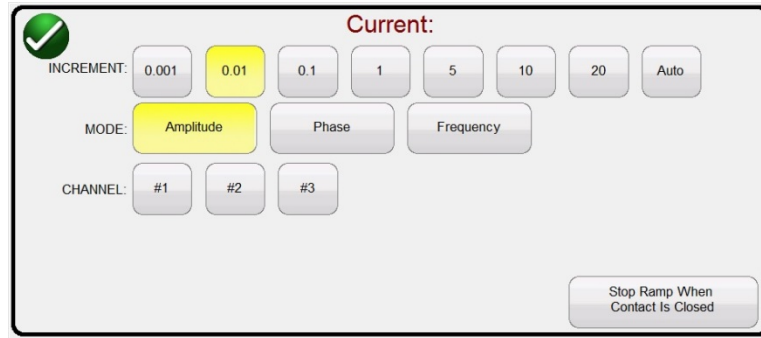 Current:
INCREMENT: 0.001 0.01 0.1 1 5 10 20 Auto
MODE: Amplitude Phase Frequency
CHANNEL: #1 #2 #3
Stop Ramp When
Contact Is Closed